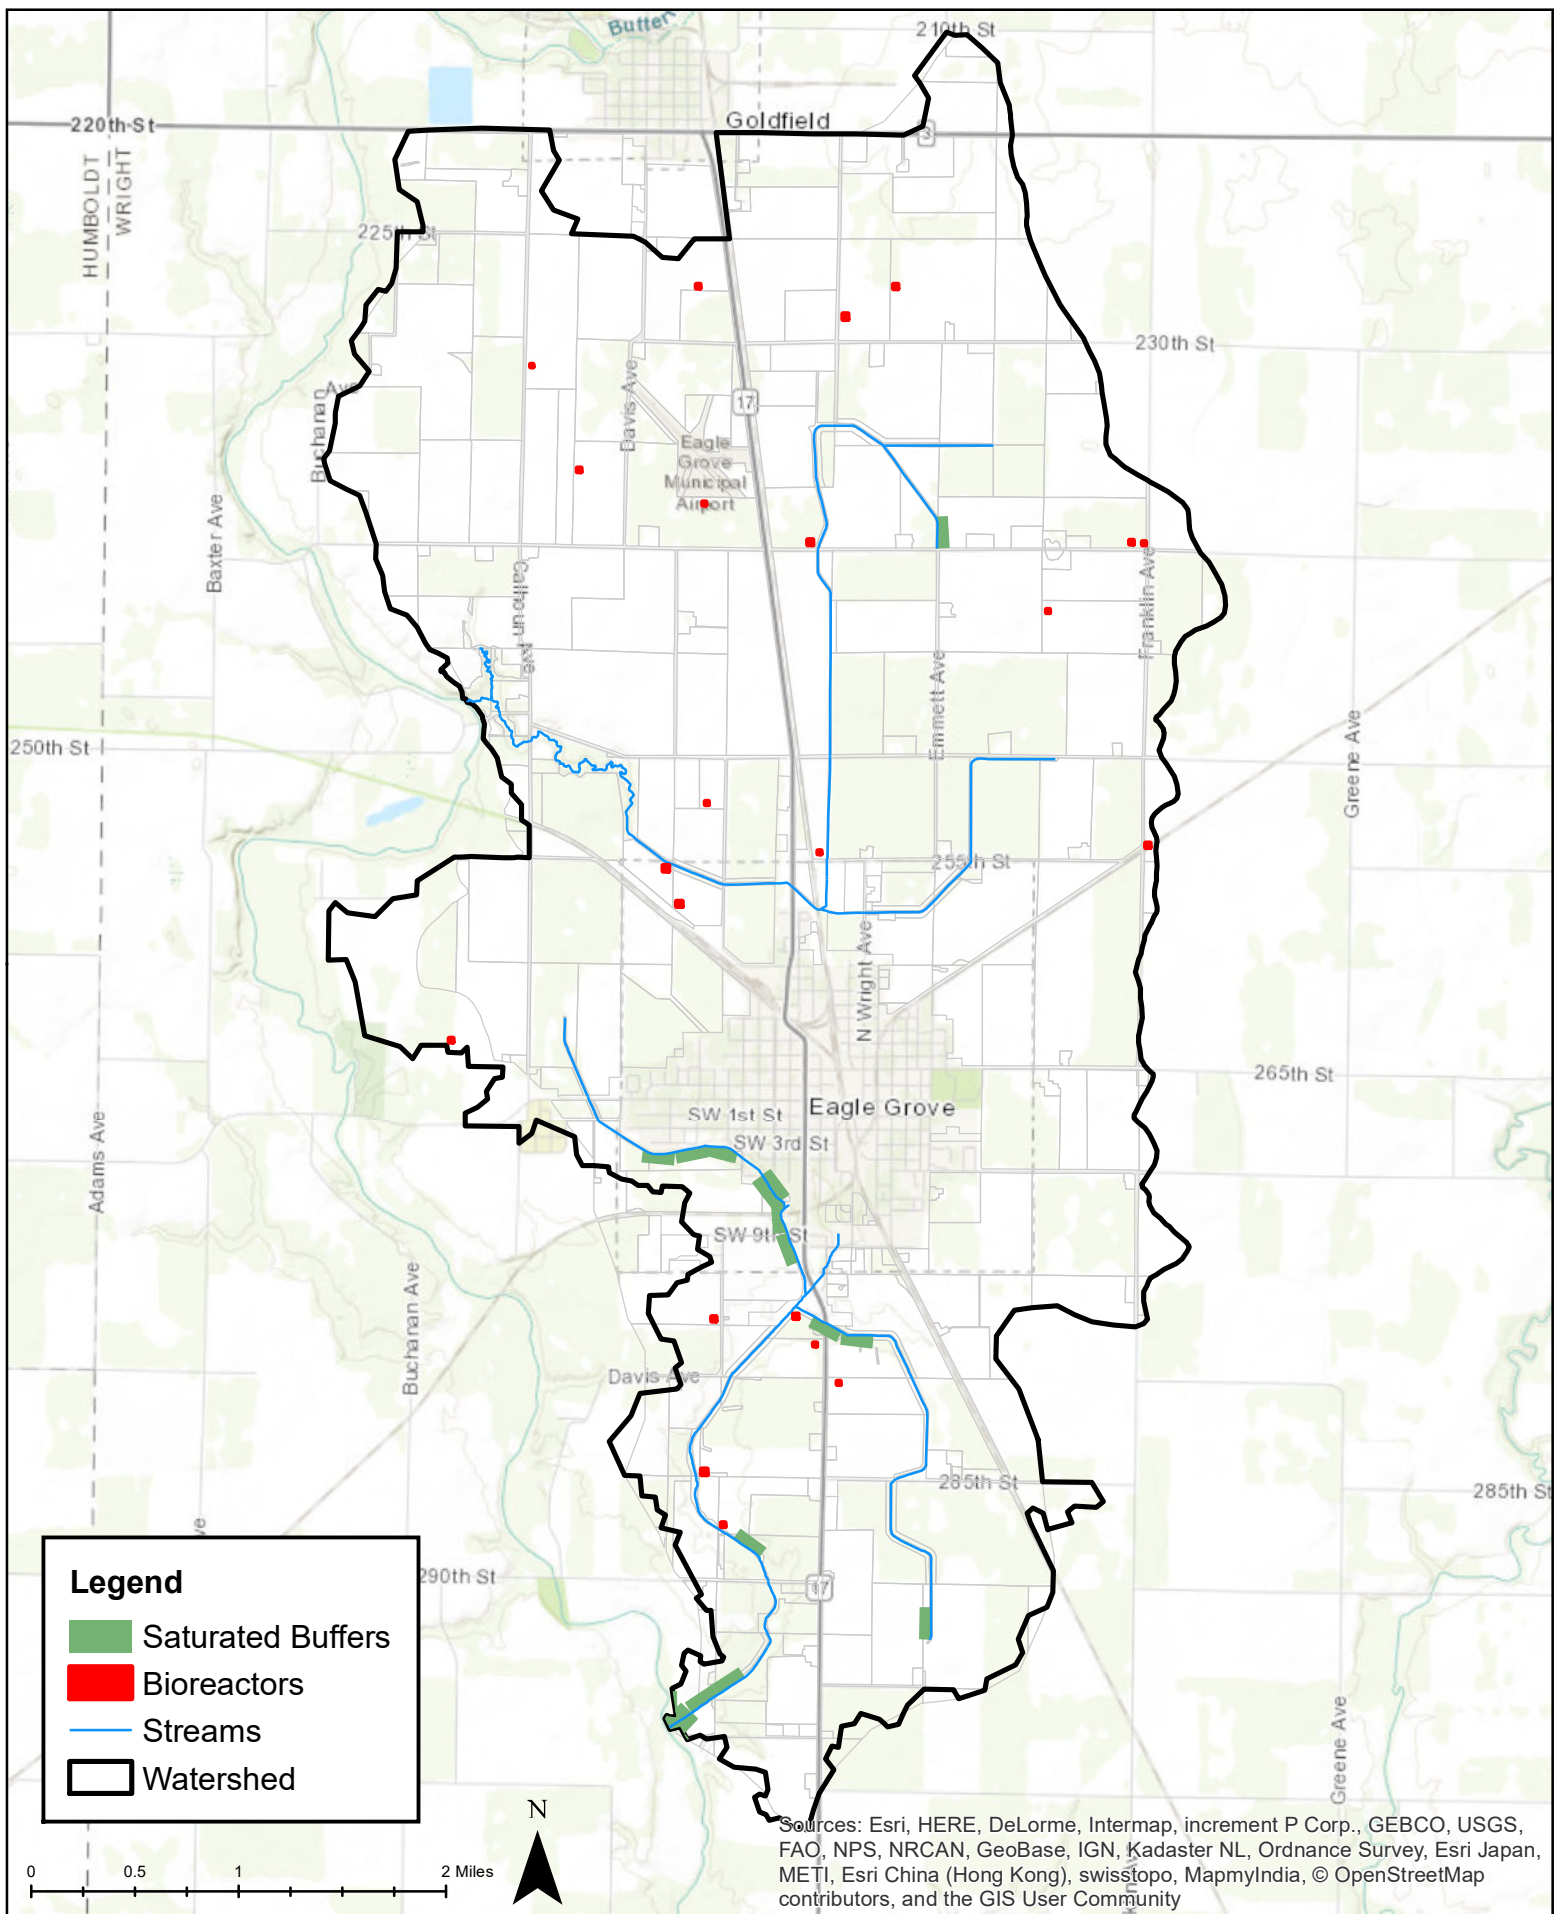 Buffer
210th St
220th St
Goldfield
3
HUMBOLDT
WRIGHT
225th St
230th St
Buchanan Ave
Davis Ave
17
Eagle
Grove
Municipal
Airport
Baxter Ave
Calhoun Ave
Franklin Ave
Emmett Ave
250th St
Greene Ave
255th St
N Wright Ave
265th St
SW 1st St
Eagle Grove
SW 3rd St
Adams Ave
SW 9th St
Buchanan Ave
Davis Ave
285th St
285th St
ve
290th St
17
Greene Ave
Legend
Saturated Buffers
Bioreactors
Streams
Watershed
N
0 0.5 1 2 Miles
Sources: Esri, HERE, DeLorme, Intermap, increment P Corp., GEBCO, USGS,
FAO, NPS, NRCAN, GeoBase, IGN, Kadaster NL, Ordnance Survey, Esri Japan,
METI, Esri China (Hong Kong), swisstopo, MapmyIndia, © OpenStreetMap
contributors, and the GIS User Community